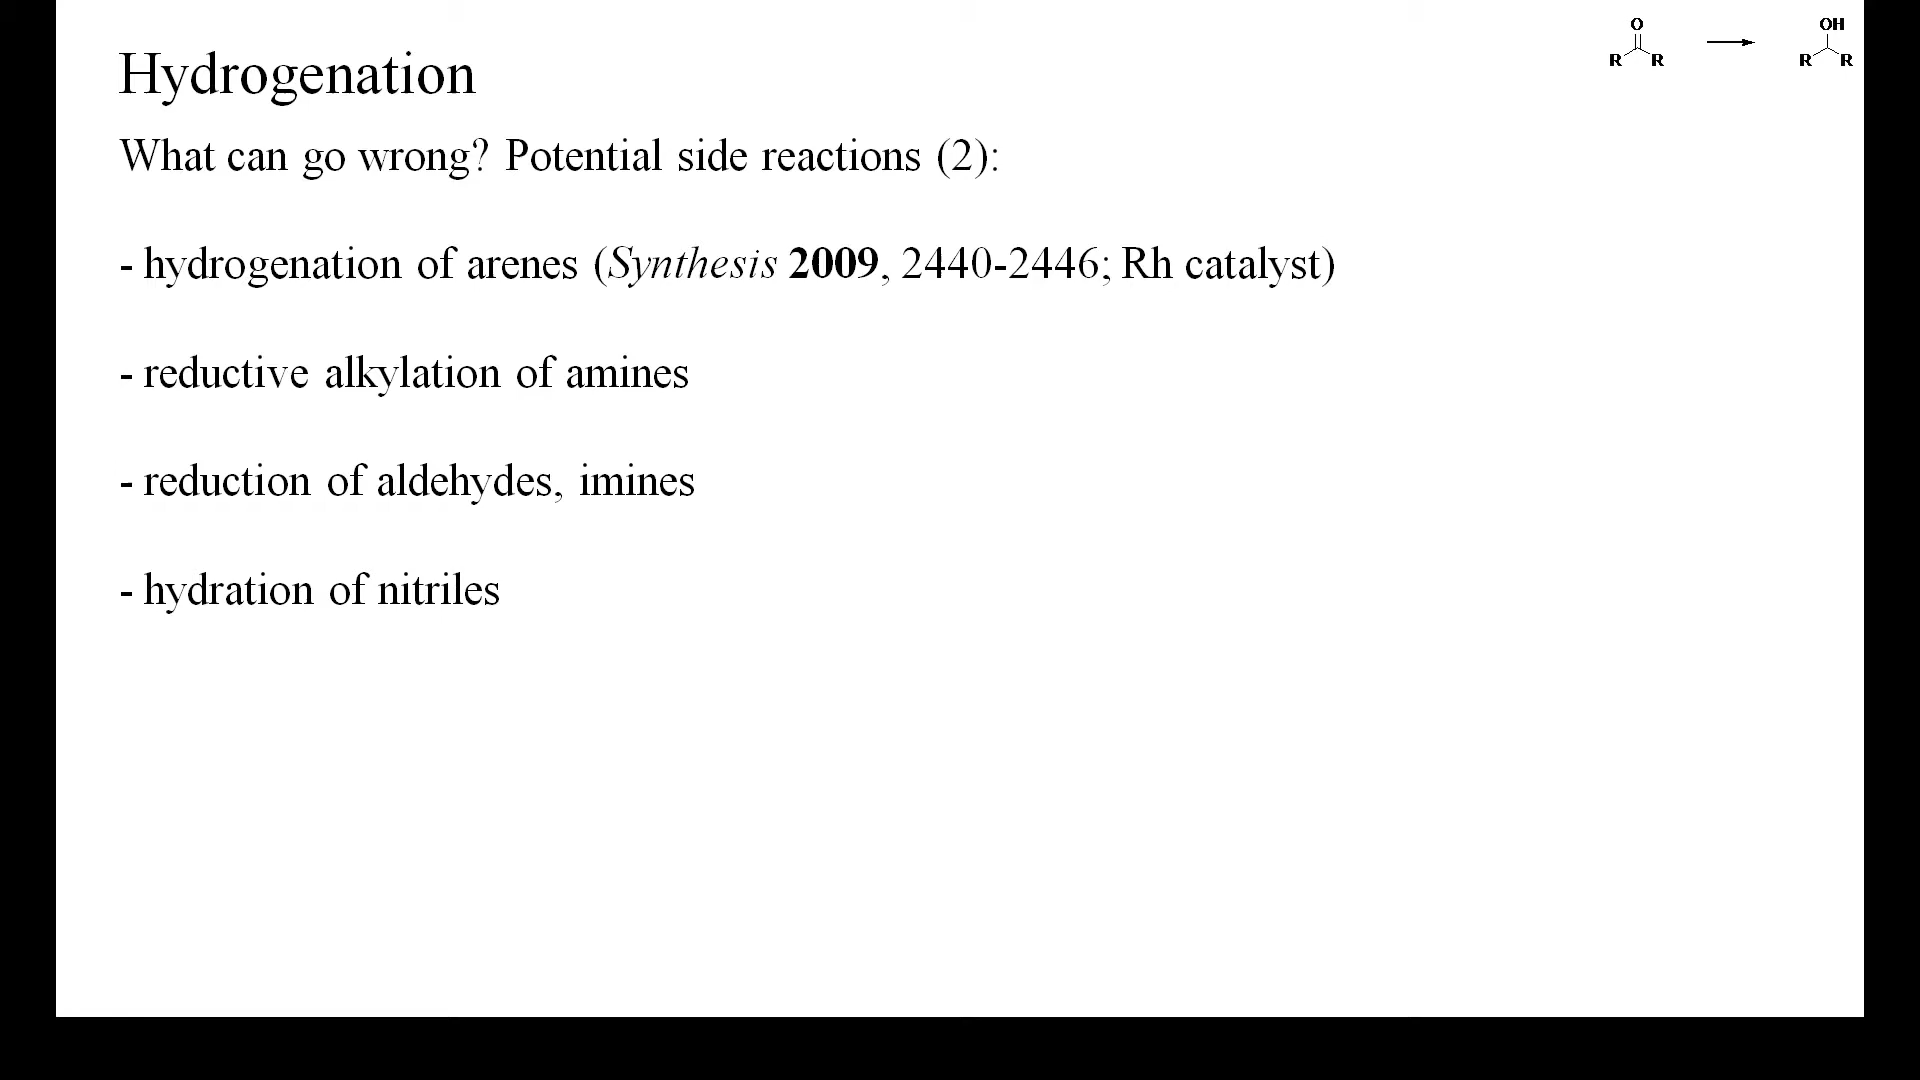 O OH
R R R R
Hydrogenation
What can go wrong? Potential side reactions (2):
- hydrogenation of arenes (Synthesis 2009, 2440-2446; Rh catalyst)
- reductive alkylation of amines
- reduction of aldehydes, imines
- hydration of nitriles